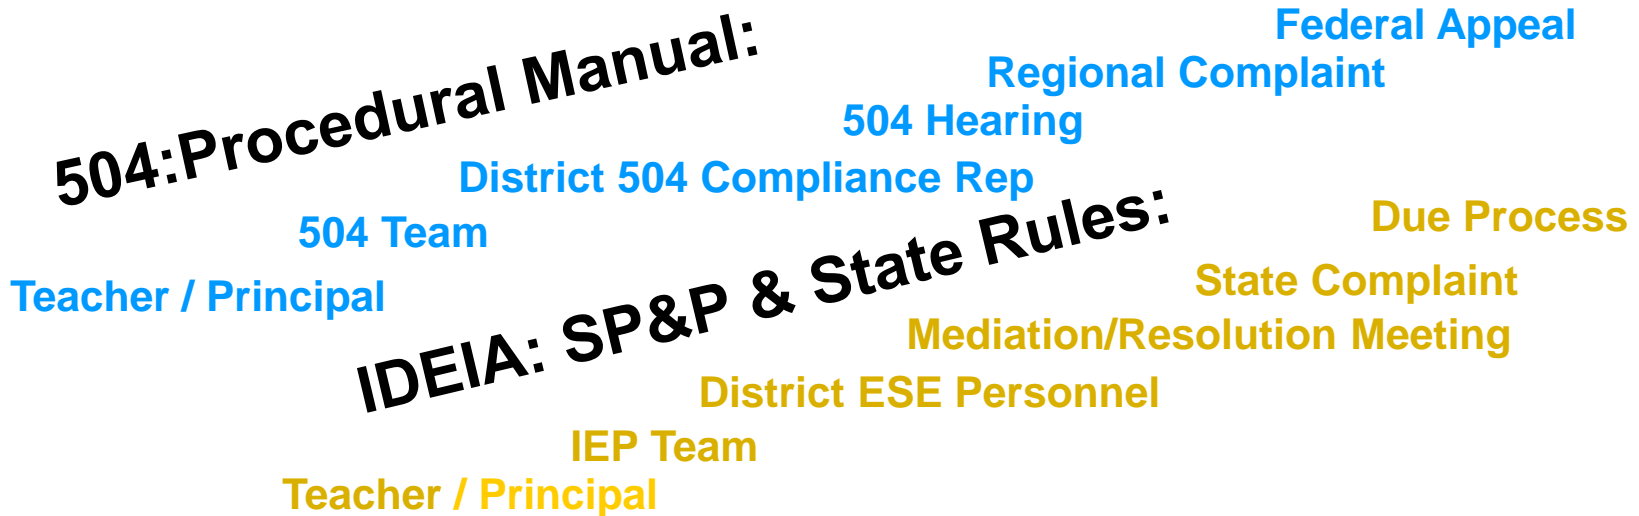 504:Procedural Manual:
Federal Appeal
Regional Complaint
504 Hearing
District 504 Compliance Rep
504 Team
Teacher / Principal
IDEIA: SP&P & State Rules:
Due Process
State Complaint
Mediation/Resolution Meeting
District ESE Personnel
IEP Team
Teacher / Principal